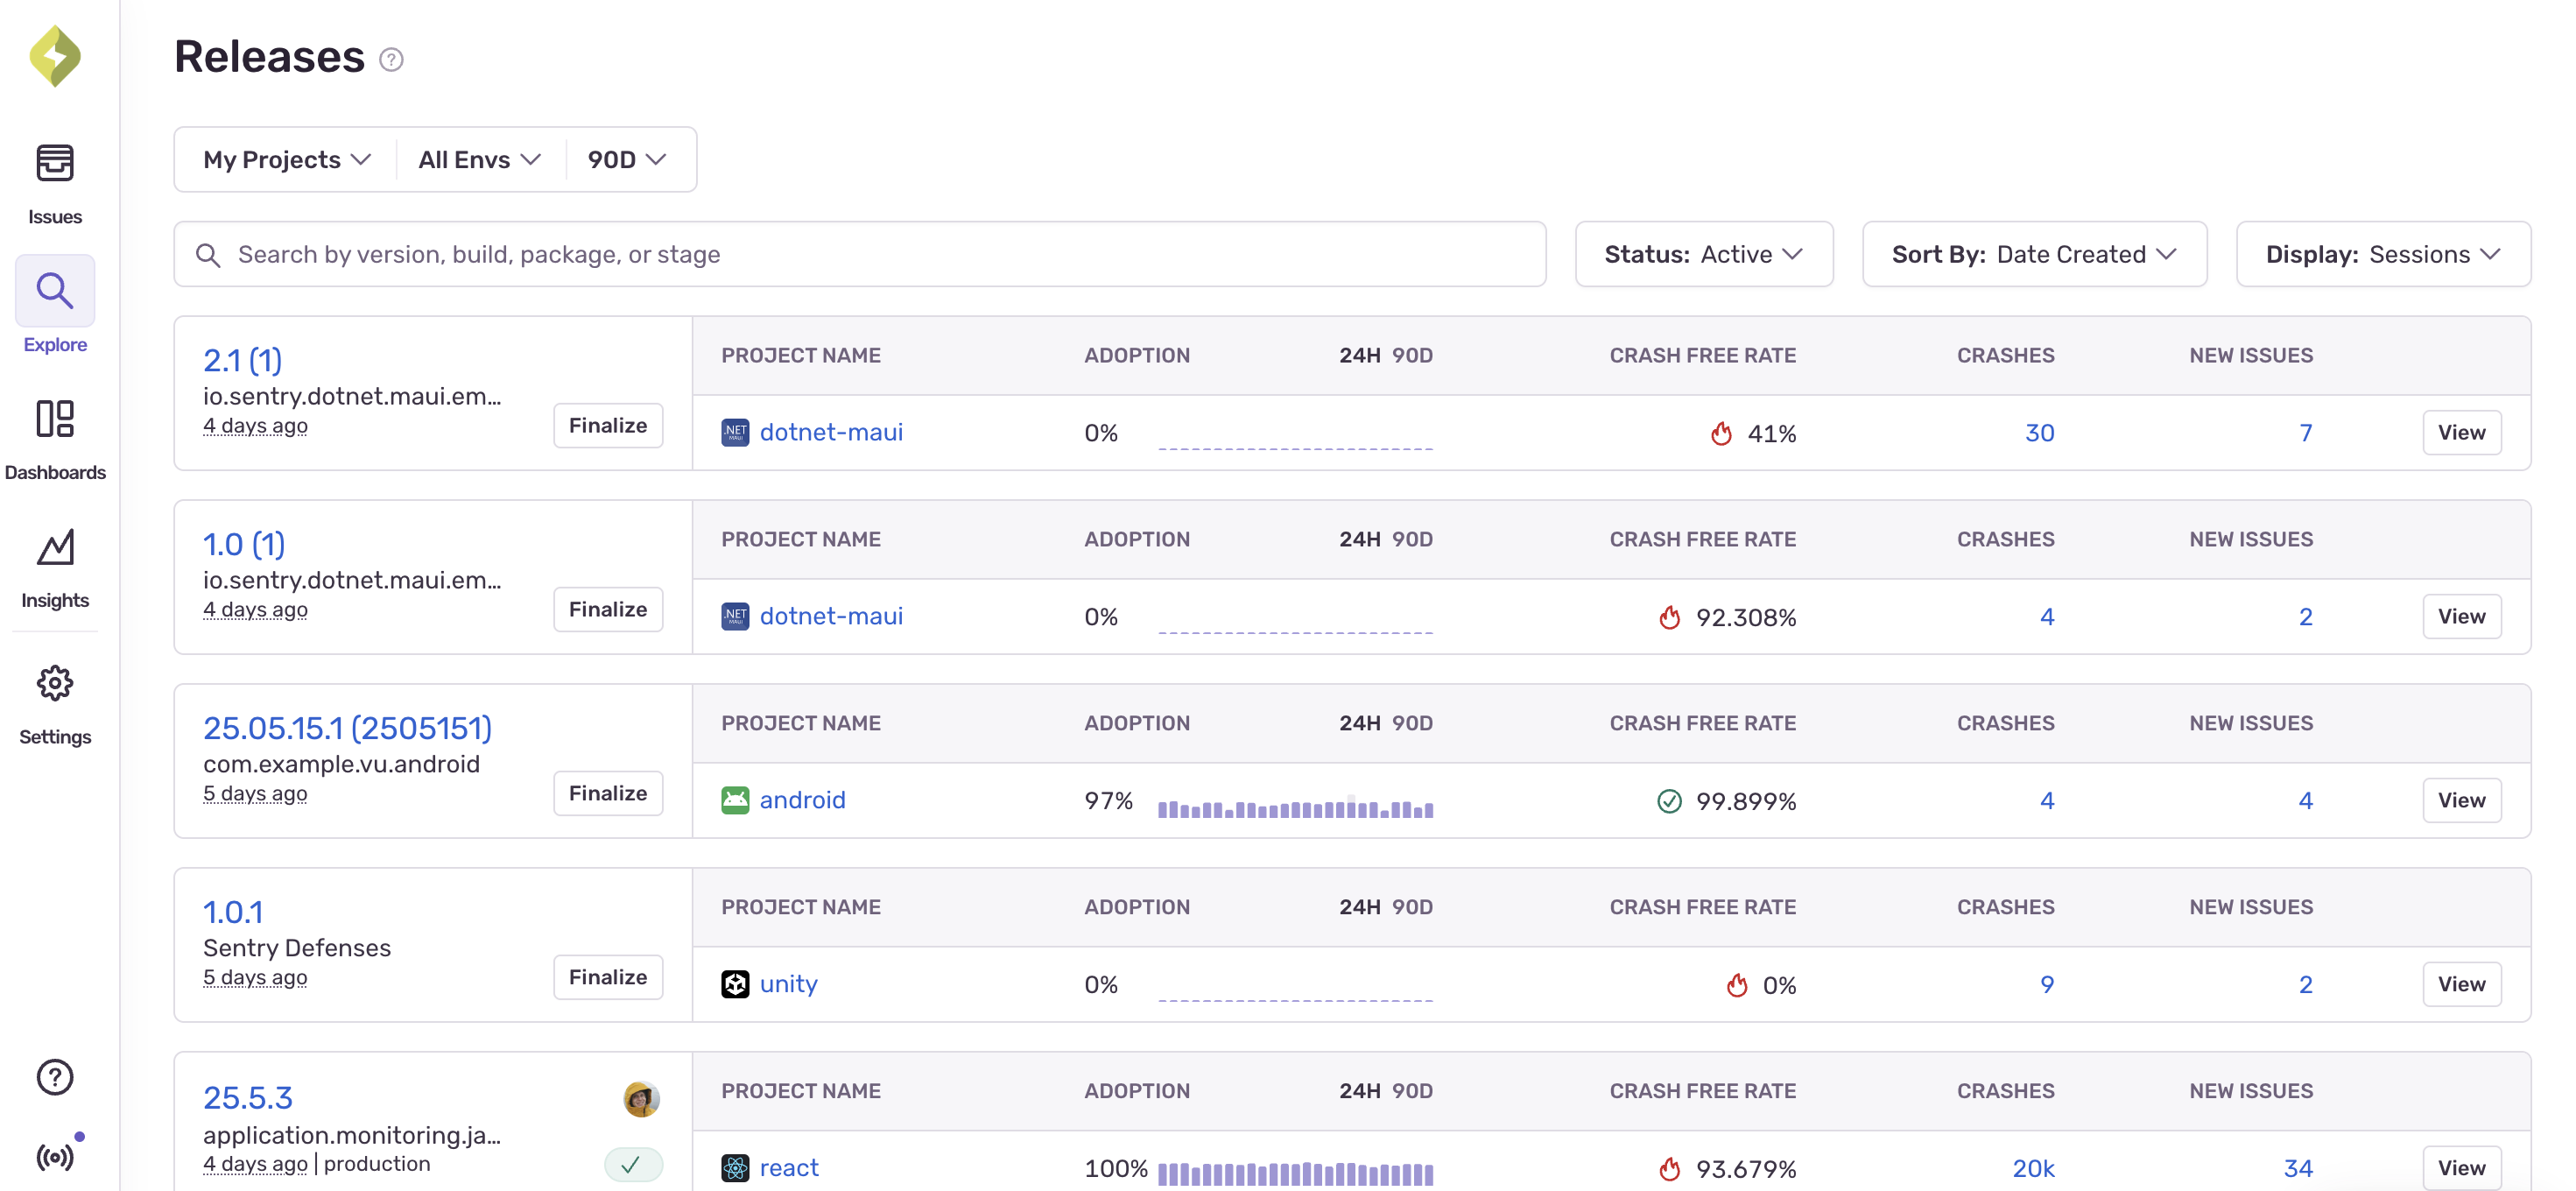 Releases ?
Issues
Explore
Dashboards
Insights
Settings
?
My Projects All Envs 90D
Search by version, build, package, or stage
Status: Active
Sort By: Date Created
Display: Sessions
2.1 (1)
io.sentry.dotnet.maui.em...
4 days ago
Finalize
PROJECT NAME ADOPTION 24H 90D CRASH FREE RATE CRASHES NEW ISSUES
.NET
MAUI
dotnet-maui 0% 41% 30 7 View
1.0 (1)
io.sentry.dotnet.maui.em...
4 days ago
Finalize
PROJECT NAME ADOPTION 24H 90D CRASH FREE RATE CRASHES NEW ISSUES
.NET
MAUI
dotnet-maui 0% 92.308% 4 2 View
25.05.15.1 (2505151)
com.example.vu.android
5 days ago
Finalize
PROJECT NAME ADOPTION 24H 90D CRASH FREE RATE CRASHES NEW ISSUES
android 97% 99.899% 4 4 View
1.0.1
Sentry Defenses
5 days ago
Finalize
PROJECT NAME ADOPTION 24H 90D CRASH FREE RATE CRASHES NEW ISSUES
unity 0% 0% 9 2 View
25.5.3
application.monitoring.ja...
4 days ago | production
PROJECT NAME ADOPTION 24H 90D CRASH FREE RATE CRASHES NEW ISSUES
react 100% 93.679% 20k 34 View